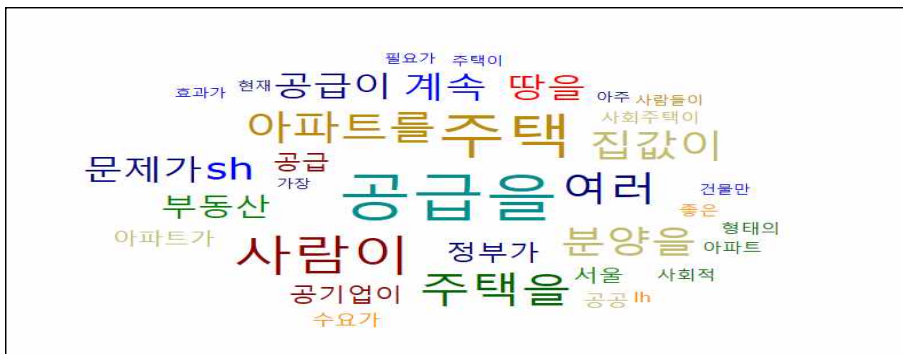 필요가 주택이
효과가 현재 공급이 계속 땅을 아주 사람들이
아파트를 주택 사회주택이
집값이
문제가 sh 공급
가장 공급을 여러 건물만
부동산 좋은
아파트가 사람이 정부가 분양을 형태의
아파트
공기업이 주택을 서울 사회적
수요가 공공 lh